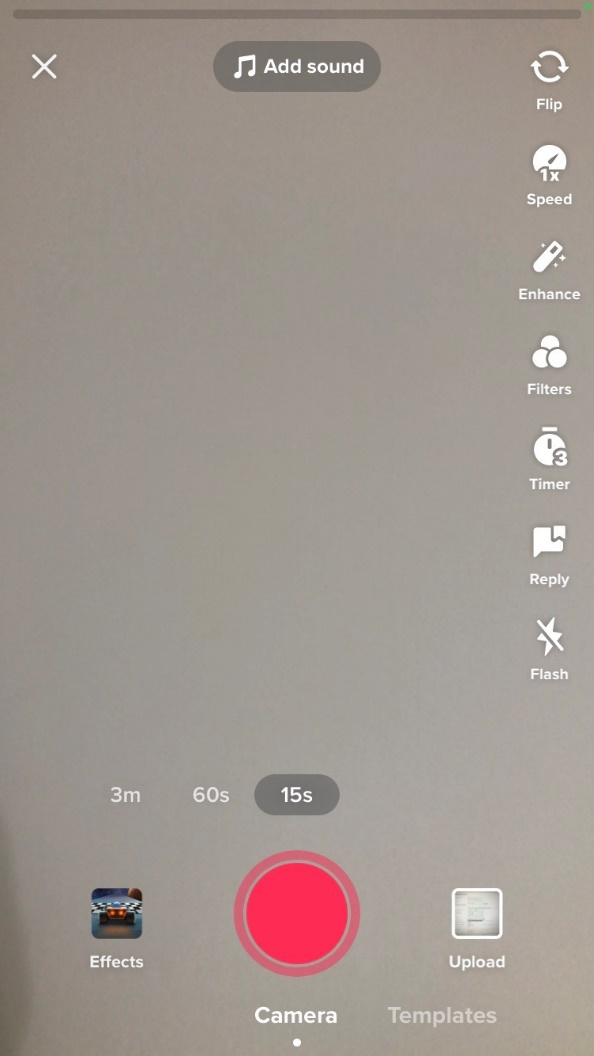 Add sound
Flip
1x
Speed
Enhance
Filters
3
Timer
Reply
Flash
3m
60s
15s
Effects
Upload
Camera
Templates